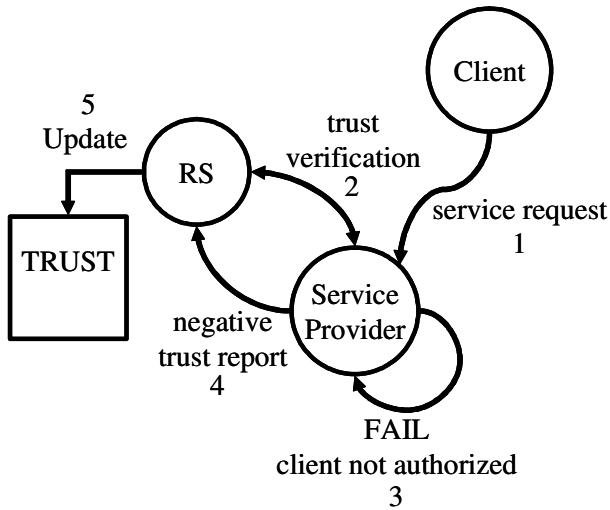 Client
service request
1
trust
verification
2
5
Update
RS
TRUST
Service
Provider
negative
trust report
4
FAIL
client not authorized
3